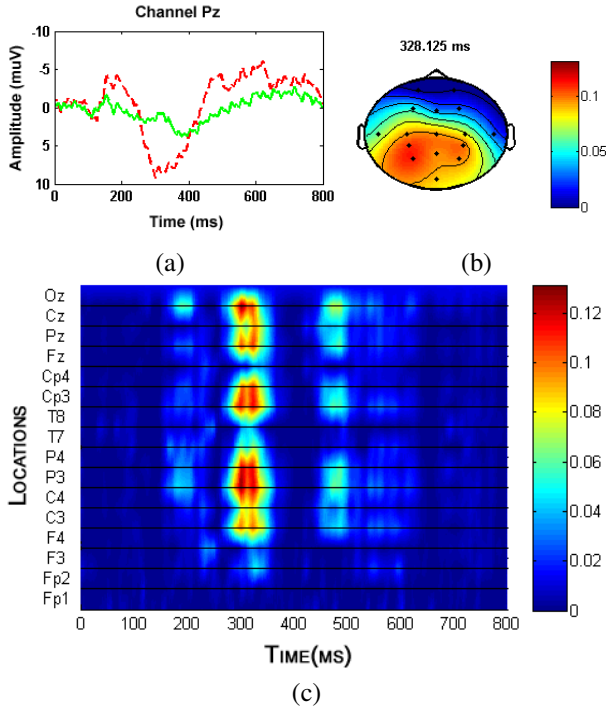 Channel Pz
-10
-5
0
5
10
Amplitude (muV)
0 200 400 600 800
Time (ms)
(a)
328.125 ms
0.1
0.05
0
(b)
LOCATIONS
Oz
Cz
Pz
Fz
Cp4
Cp3
T8
T7
P4
P3
C4
C3
F4
F3
Fp2
Fp1
0 100 200 300 400 500 600 700 800
TIME(MS)
0.12
0.1
0.08
0.06
0.04
0.02
0
(c)